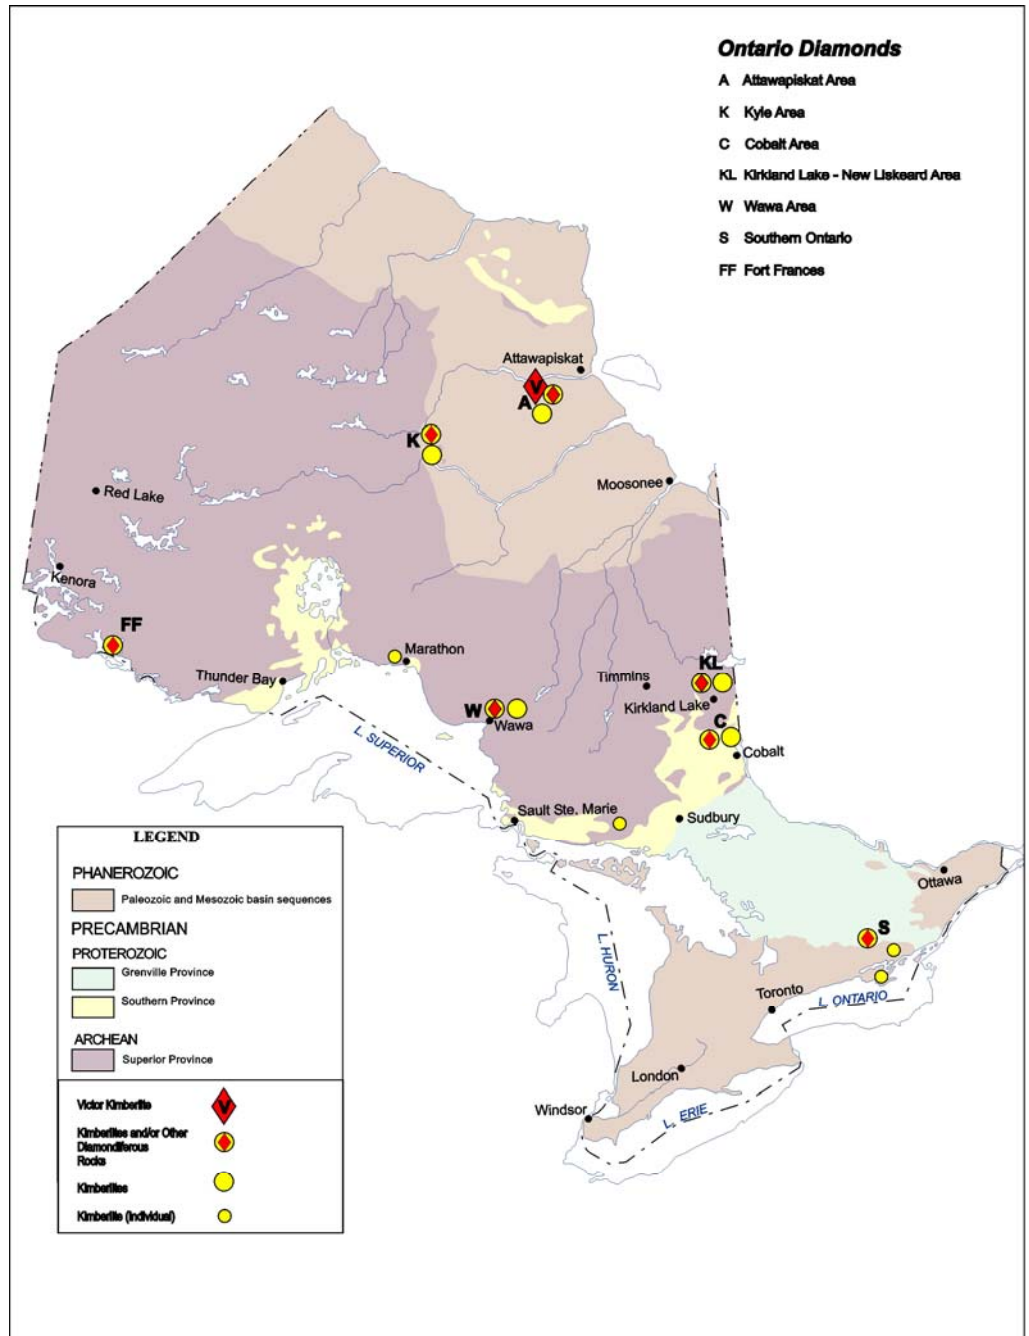 Ontario Diamonds
A Attawapiskat Area
K Kyle Area
C Cobalt Area
KL Kirkland Lake - New Liskeard Area
W Wawa Area
S Southern Ontario
FF Fort Frances
Attawapiskat
V
A
K
Moosonee
Red Lake
Kenora
FF
Marathon
Thunder Bay
Timmins
KL
Kirkland Lake
W
Wawa
C
Cobalt
L. SUPERIOR
Sault Ste. Marie
Sudbury
Ottawa
S
L. HURON
Toronto
L. ONTARIO
London
Windsor
L. ERIE
LEGEND
PHANEROZOIC
Paleozoic and Mesozoic basin sequences
PRECAMBRIAN
PROTEROZOIC
Grenville Province
Southern Province
ARCHEAN
Superior Province
Victor Kimberlite
V
Kimberlites and/or Other
Diamondiferous
Rocks
Kimberlites
Kimberlite (individual)